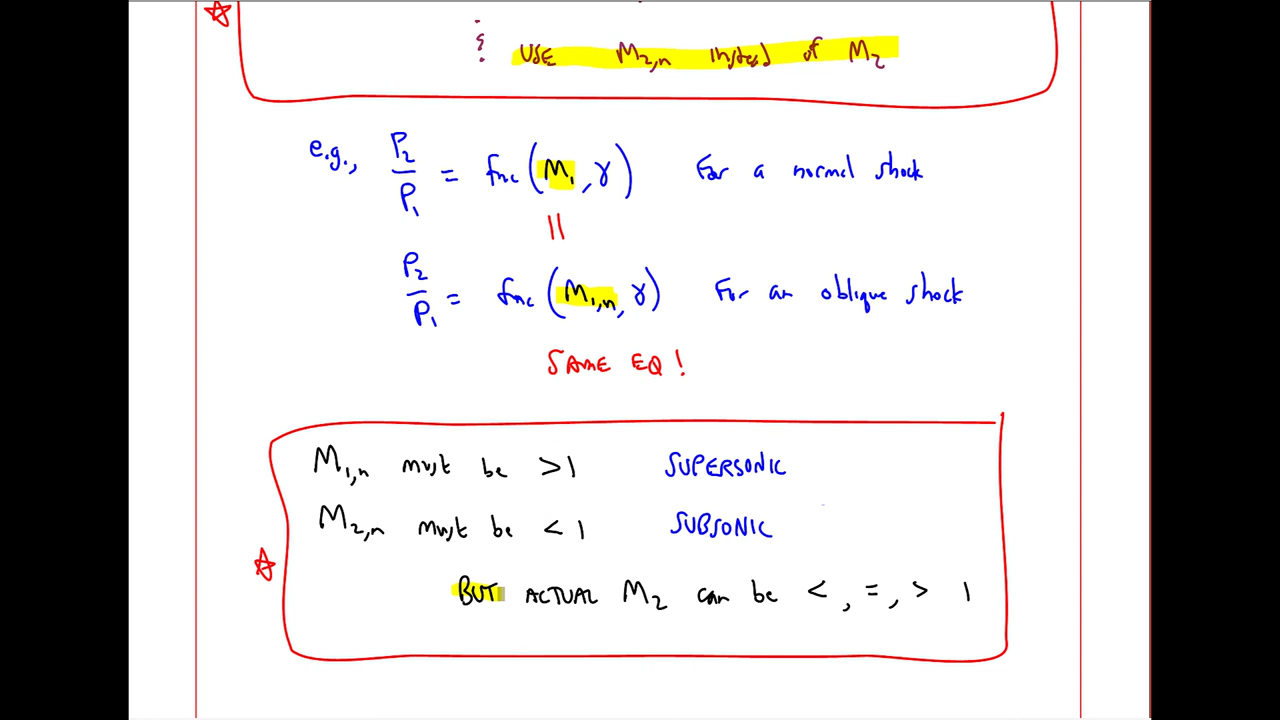 & USE M2,n instead of M2
e.g., P2/P1 = fnc (M1, γ) For a normal shock
||
P2/P1 = fnc (M1,n, γ) For an oblique shock
SAME EQ!
M1,n must be >1 SUPERSONIC
M2,n must be < 1 SUBSONIC
BUT ACTUAL M2 can be <, =, > 1